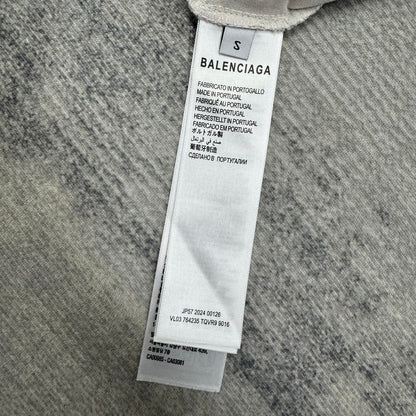 S
BALENCIAGA
FABBRICATO IN PORTOGALLO
MADE IN PORTUGAL
FABRIQUÉ AU PORTUGAL
HECHO EN PORTUGAL
HERGESTELLT IN PORTUGAL
FABRICADO EM PORTUGAL
ポルトガル製
صنع في البرتغال
葡萄牙制造
СДЕЛАНО В ПОРТУГАЛИИ
JP57 2024 00126
VL03 764235 TQVR9 9016